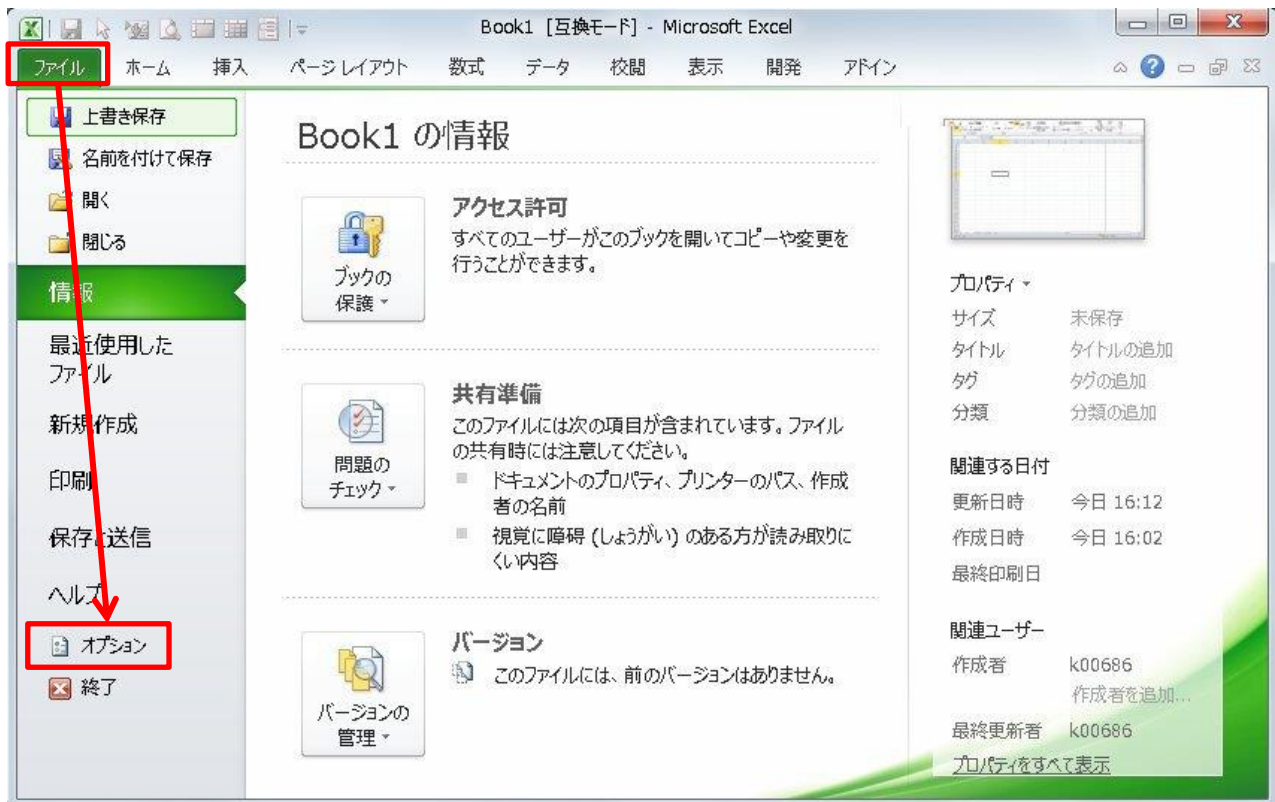 Book1 [互換モード] - Microsoft Excel
ファイル ホーム 挿入 ページ レイアウト 数式 データ 校閲 表示 開発 アドイン
上書き保存
名前を付けて保存
開く
閉じる
情報
最近使用した
ファイル
新規作成
印刷
保存と送信
ヘルプ
オプション
終了
Book1 の情報
ブックの
保護
アクセス許可
すべてのユーザーがこのブックを開いてコピーや変更を
行うことができます。
問題の
チェック
共有準備
このファイルには次の項目が含まれています。ファイル
の共有時には注意してください。
ドキュメントのプロパティ、プリンターのパス、作成
者の名前
視覚に障碍 (しょうがい) のある方が読み取りに
くい内容
バージョンの
管理
バージョン
このファイルには、前のバージョンはありません。
プロパティ
サイズ 未保存
タイトル タイトルの追加
タグ タグの追加
分類 分類の追加
関連する日付
更新日時 今日 16:12
作成日時 今日 16:02
最終印刷日
関連ユーザー
作成者 k00686
作成者を追加...
最終更新者 k00686
プロパティをすべて表示